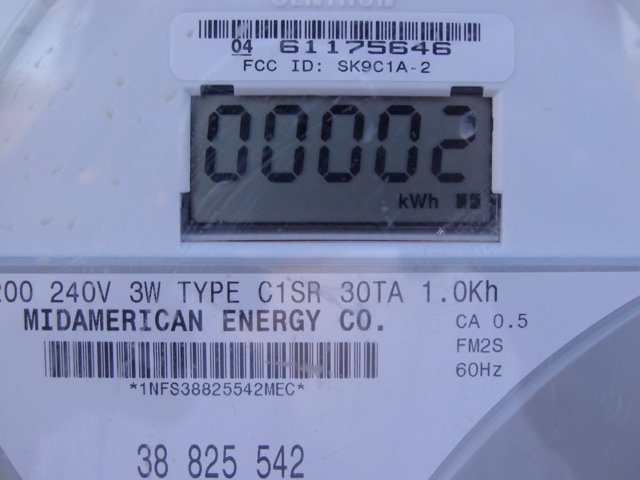 04 61175646
FCC ID: SK9C1A-2
00002
kWh
200 240V 3W TYPE C1SR 30TA 1.0Kh
MIDAMERICAN ENERGY CO.
CA 0.5
FM2S
60Hz
*1NFS38825542MEC*
38 825 542